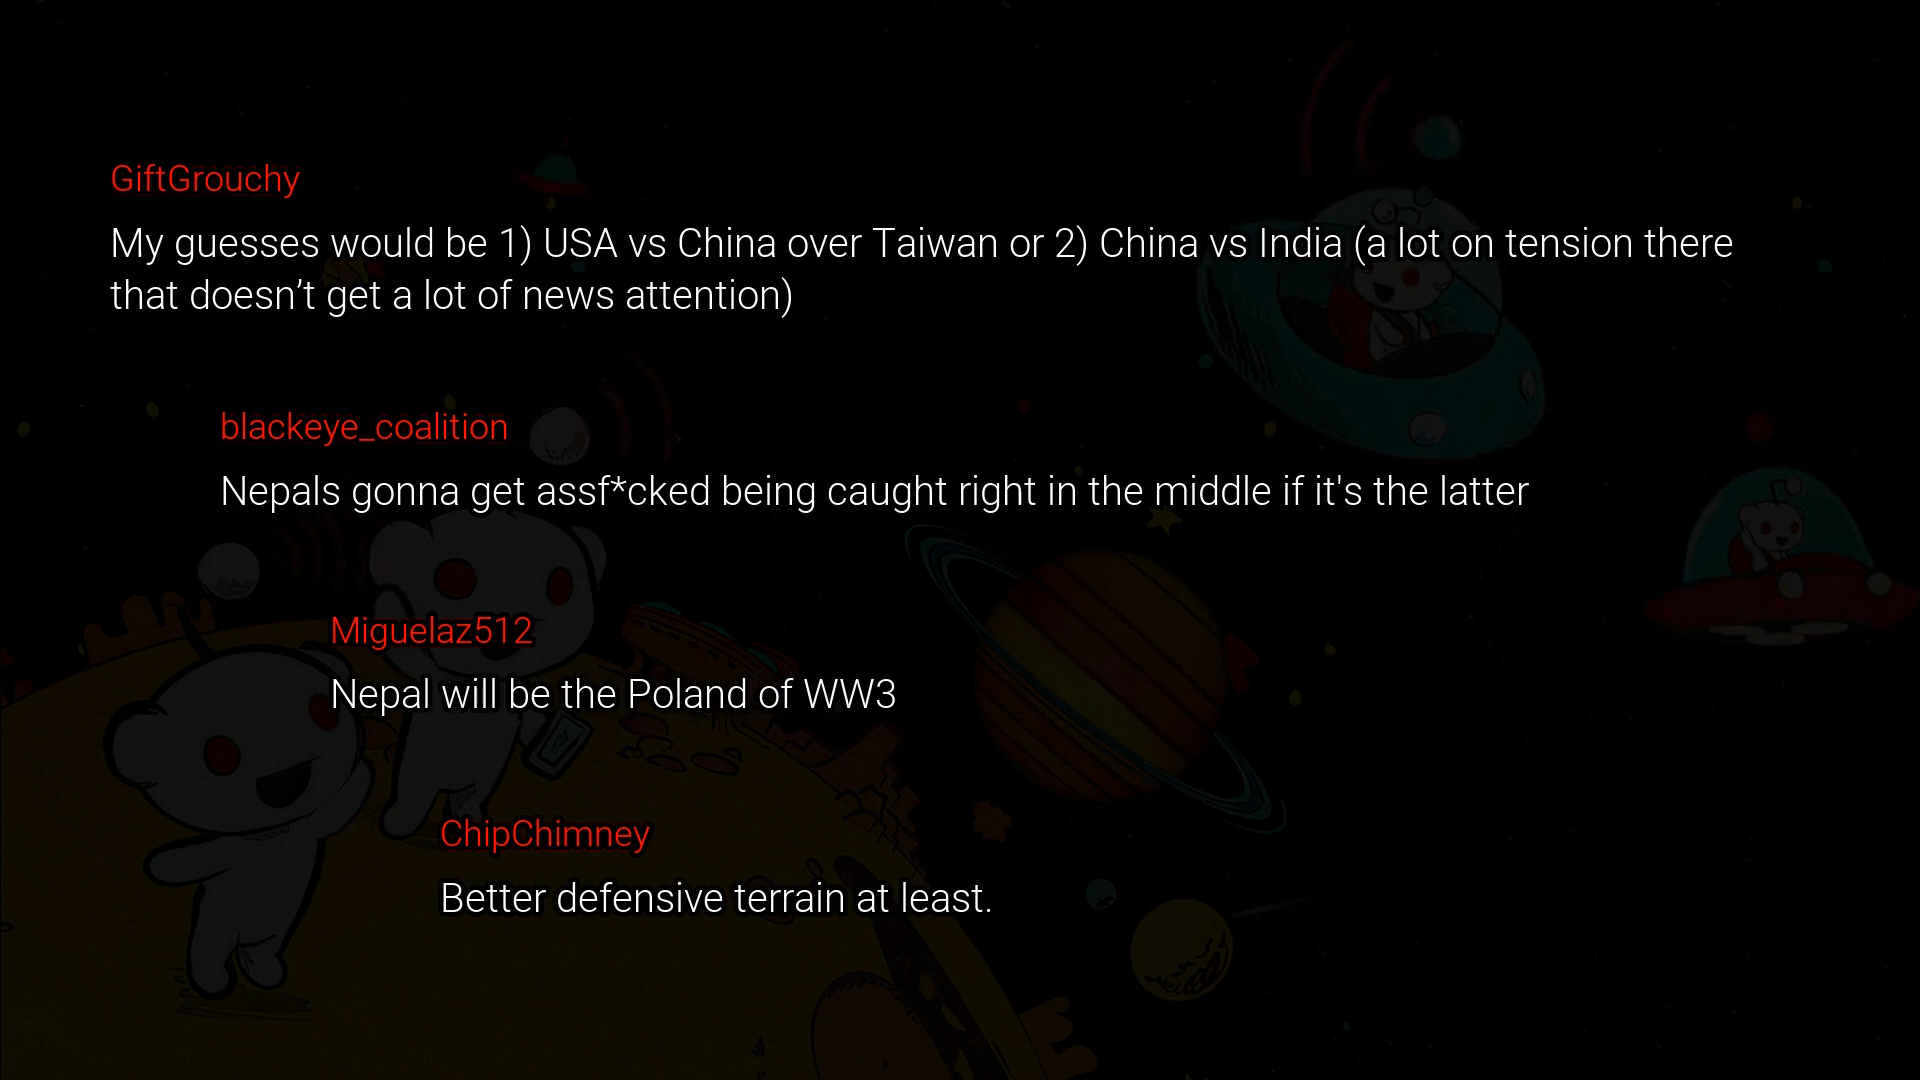 GiftGrouchy
My guesses would be 1) USA vs China over Taiwan or 2) China vs India (a lot on tension there
that doesn’t get a lot of news attention)
blackeye_coalition
Nepals gonna get assf*cked being caught right in the middle if it's the latter
Miguelaz512
Nepal will be the Poland of WW3
ChipChimney
Better defensive terrain at least.